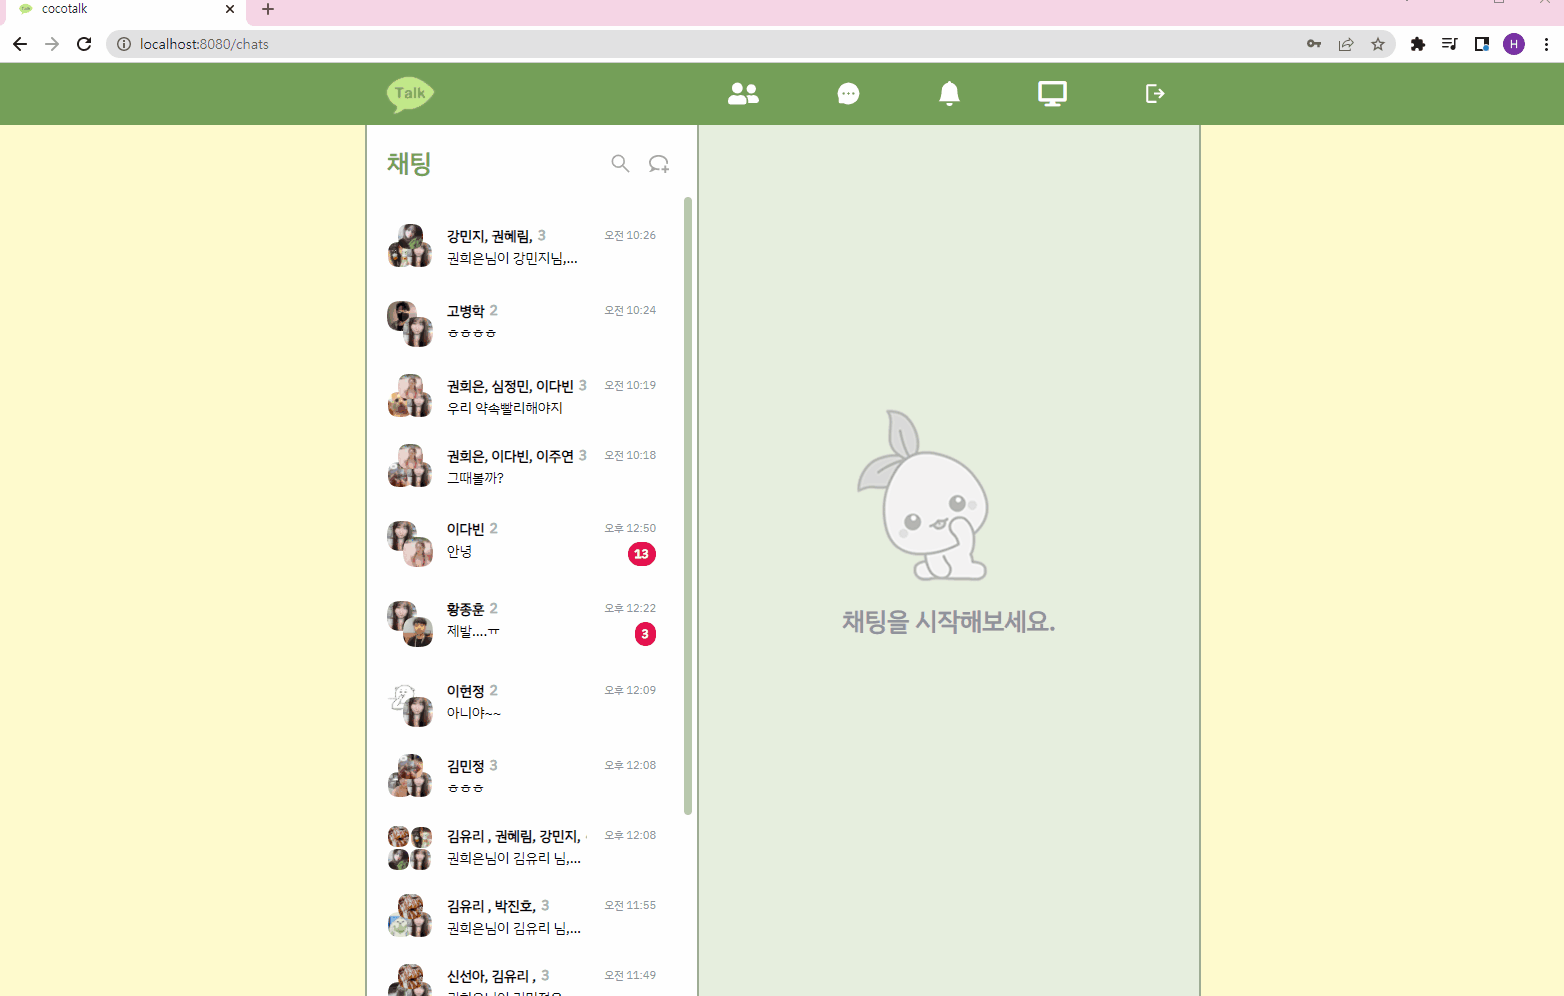 cocotalk
localhost:8080/chats
H
Talk
채팅
강민지, 권혜림, 3 오전 10:26
권희은님이 강민지님,...
고병학 2 오전 10:24
ㅎㅎㅎㅎ
권희은, 심정민, 이다빈 3 오전 10:19
우리 약속빨리해야지
권희은, 이다빈, 이주연 3 오전 10:18
그때볼까?
이다빈 2 오후 12:50
안녕 13
황종훈 2 오후 12:22
제발....ㅠ 3
이현정 2 오후 12:09
아니야~~
김민정 3 오후 12:08
ㅎㅎㅎ
김유리 , 권혜림, 강민지, 오후 12:08
권희은님이 김유리 님,...
김유리 , 박진호, 3 오전 11:55
권희은님이 김유리 님,...
신선아, 김유리 , 3 오전 11:49
채팅을 시작해보세요.